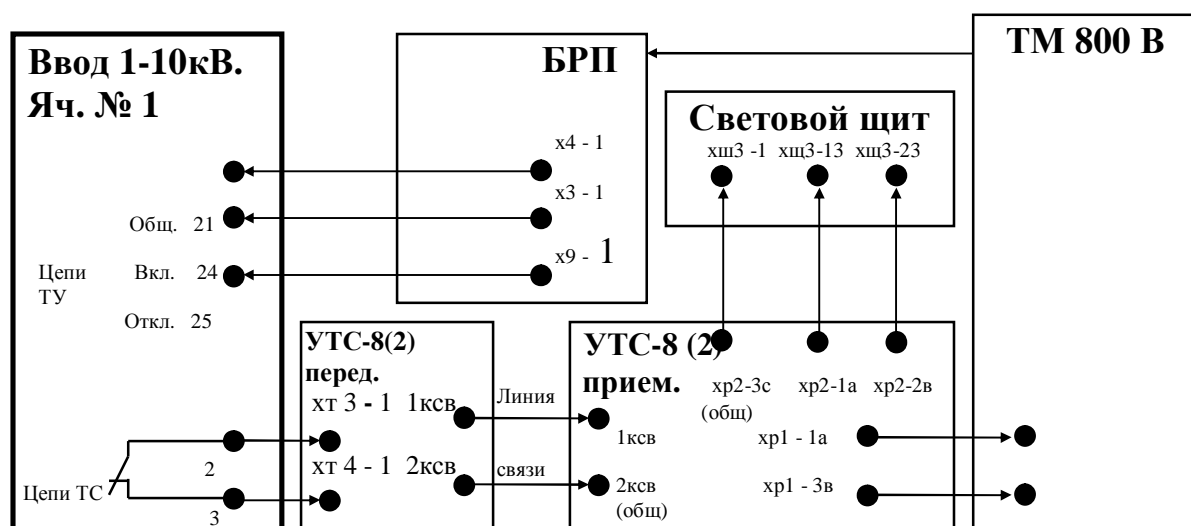 Ввод 1-10кВ.
Яч. № 1
Общ. 21
Цепи
ТУ
Вкл. 24
Откл. 25
Цепи ТС
2
3
БРП
х4 - 1
х3 - 1
х9 - 1
ТМ 800 В
Световой щит
хш3 -1 хщ3-13 хщ3-23
УТС-8(2)
перед.
хт 3 - 1 1ксв
хт 4 - 1 2ксв
Линия
связи
УТС-8 (2)
прием.
хр2-3с
(общ)
хр2-1а
хр2-2в
1ксв
2ксв
(общ)
хр1 - 1а
хр1 - 3в